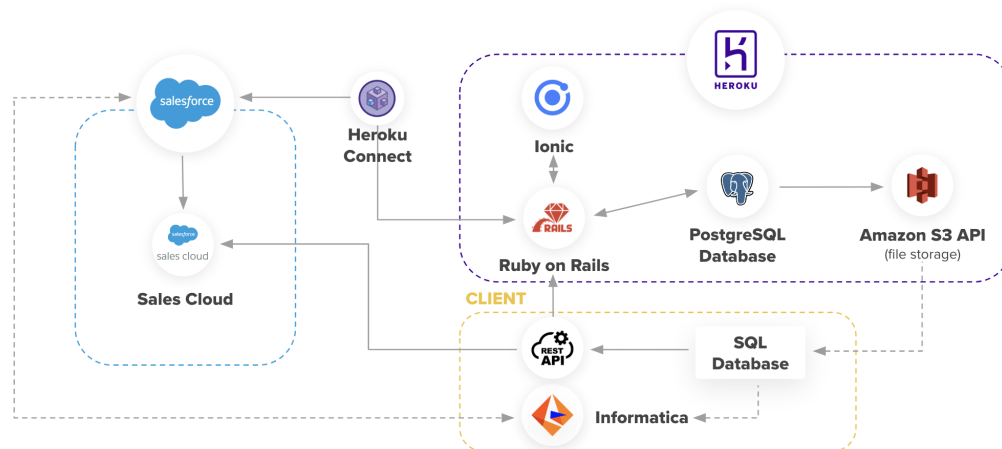 HEROKU
salesforce
Heroku
Connect
Ionic
RAILS
Ruby on Rails
PostgreSQL
Database
Amazon S3 API
(file storage)
salesforce
sales cloud
Sales Cloud
CLIENT
REST
API
SQL
Database
Informatica